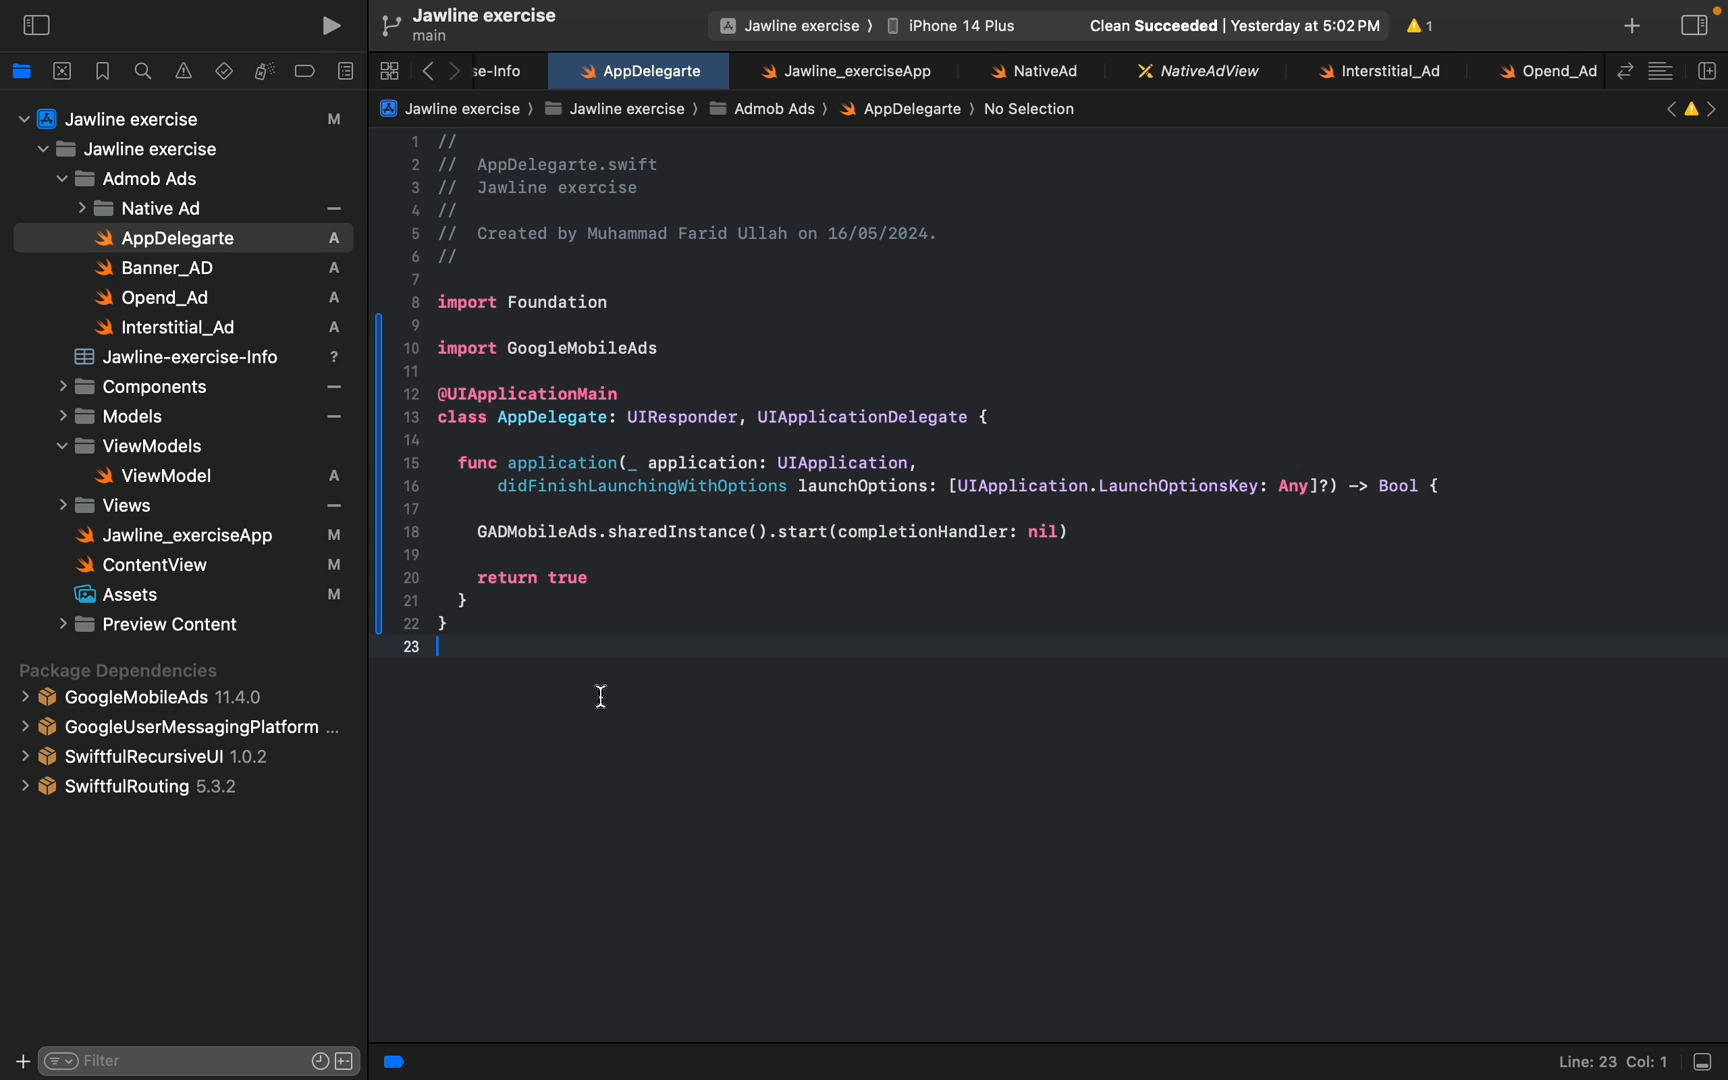 Jawline exercise
main
Jawline exercise ⟩ iPhone 14 Plus
Clean Succeeded | Yesterday at 5:02 PM
1
se-Info
AppDelegarte
Jawline_exerciseApp
NativeAd
NativeAdView
Interstitial_Ad
Opend_Ad
Jawline exercise ⟩ Jawline exercise ⟩ Admob Ads ⟩ AppDelegarte ⟩ No Selection
Jawline exercise M
Jawline exercise
Admob Ads
Native Ad –
AppDelegarte A
Banner_AD A
Opend_Ad A
Interstitial_Ad A
Jawline-exercise-Info ?
Components –
Models –
ViewModels
ViewModel A
Views –
Jawline_exerciseApp M
ContentView M
Assets M
Preview Content
Package Dependencies
GoogleMobileAds 11.4.0
GoogleUserMessagingPlatform ...
SwiftfulRecursiveUI 1.0.2
SwiftfulRouting 5.3.2
Filter
1 //
2 // AppDelegarte.swift
3 // Jawline exercise
4 //
5 // Created by Muhammad Farid Ullah on 16/05/2024.
6 //
7
8 import Foundation
9
10 import GoogleMobileAds
11
12 @UIApplicationMain
13 class AppDelegate: UIResponder, UIApplicationDelegate {
14
15 func application(_ application: UIApplication,
16 didFinishLaunchingWithOptions launchOptions: [UIApplication.LaunchOptionsKey: Any]?) -> Bool {
17
18 GADMobileAds.sharedInstance().start(completionHandler: nil)
19
20 return true
21 }
22 }
23
Line: 23 Col: 1